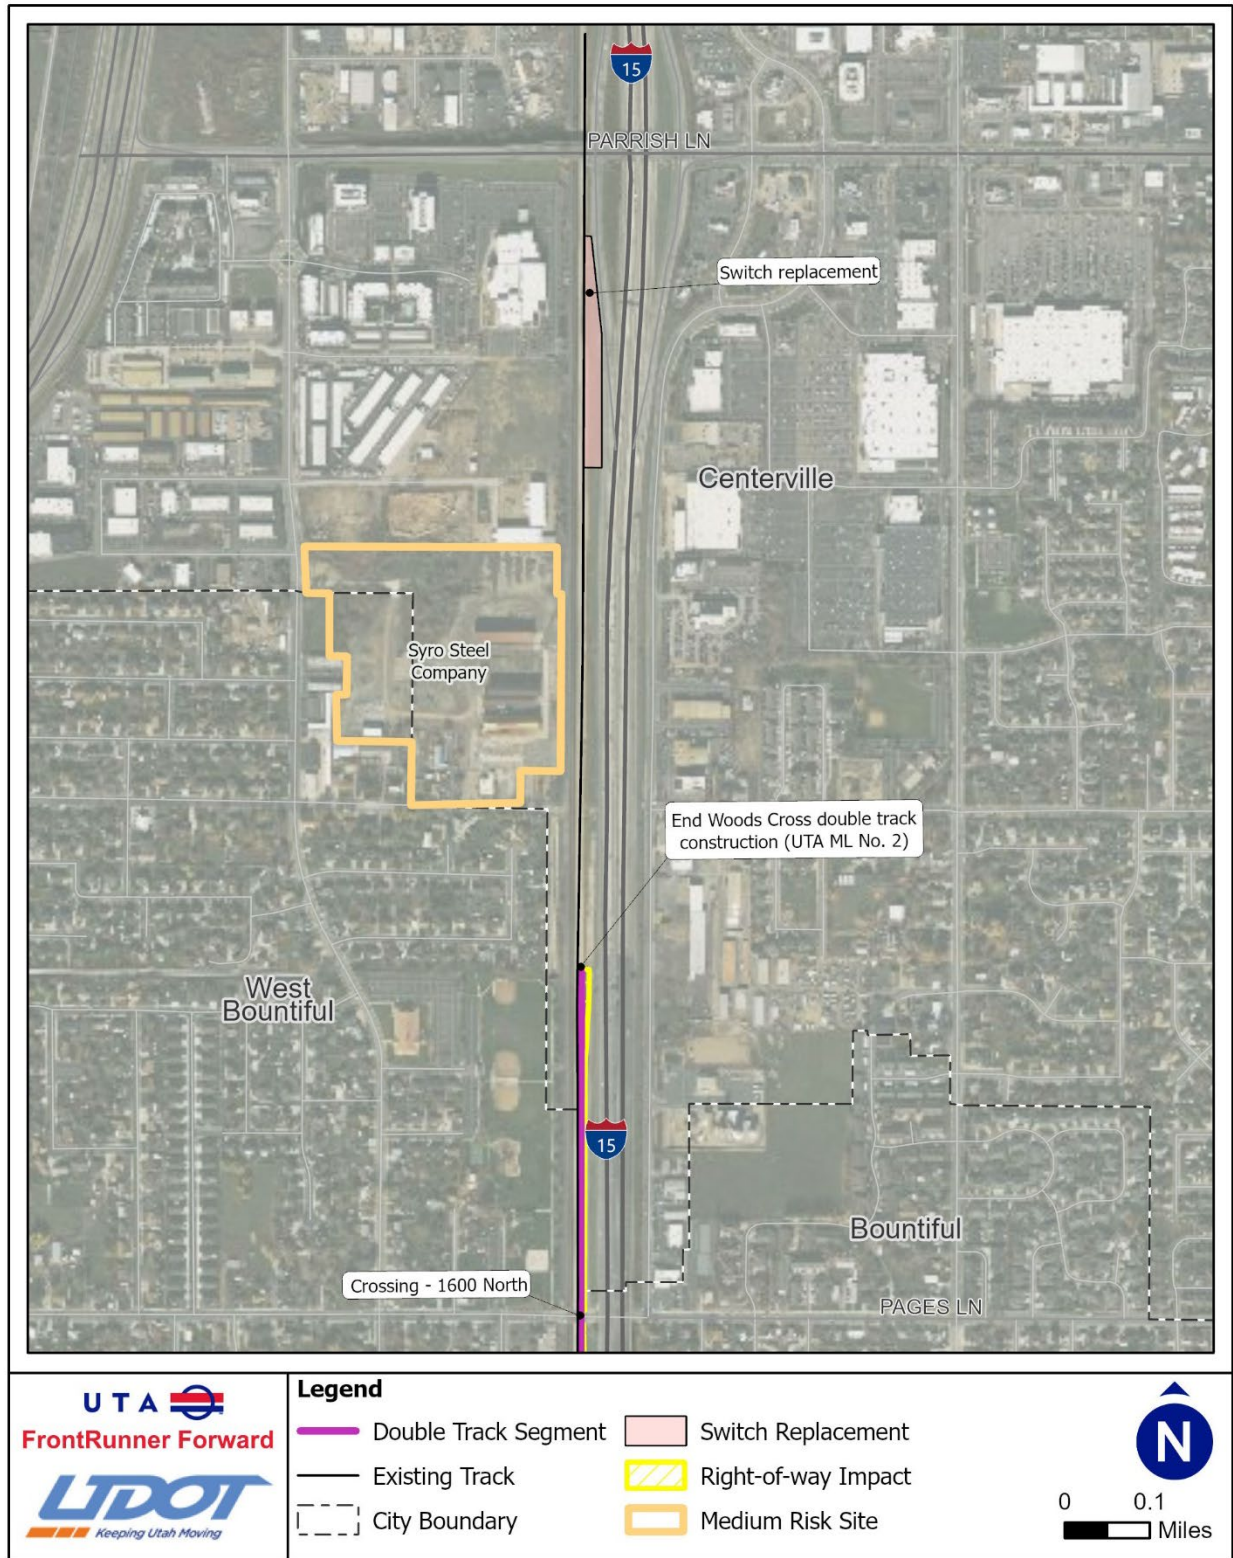 15
PARRISH LN
Switch replacement
Centerville
Syro Steel
Company
End Woods Cross double track
construction (UTA ML No. 2)
West
Bountiful
15
Bountiful
Crossing - 1600 North
PAGES LN
UTA
FrontRunner Forward
UDOT
Keeping Utah Moving
Legend
Double Track Segment
Existing Track
City Boundary
Switch Replacement
Right-of-way Impact
Medium Risk Site
N
0 0.1
Miles